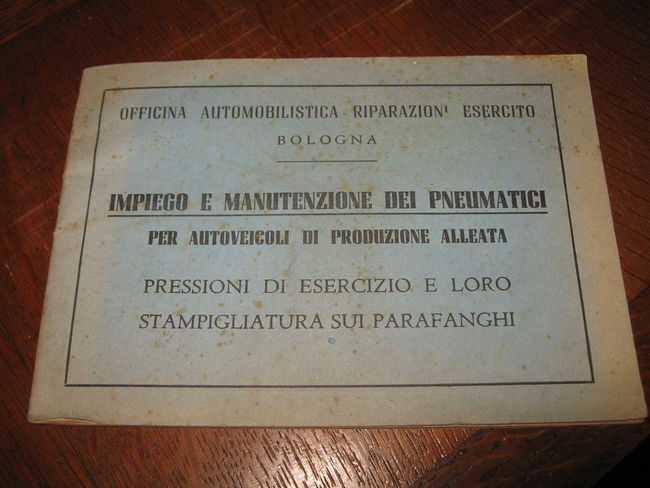 OFFICINA AUTOMOBILISTICA RIPARAZIONI ESERCITO
BOLOGNA
IMPIEGO E MANUTENZIONE DEI PNEUMATICI
PER AUTOVEICOLI DI PRODUZIONE ALLEATA
PRESSIONI DI ESERCIZIO E LORO
STAMPIGLIATURA SUI PARAFANGHI